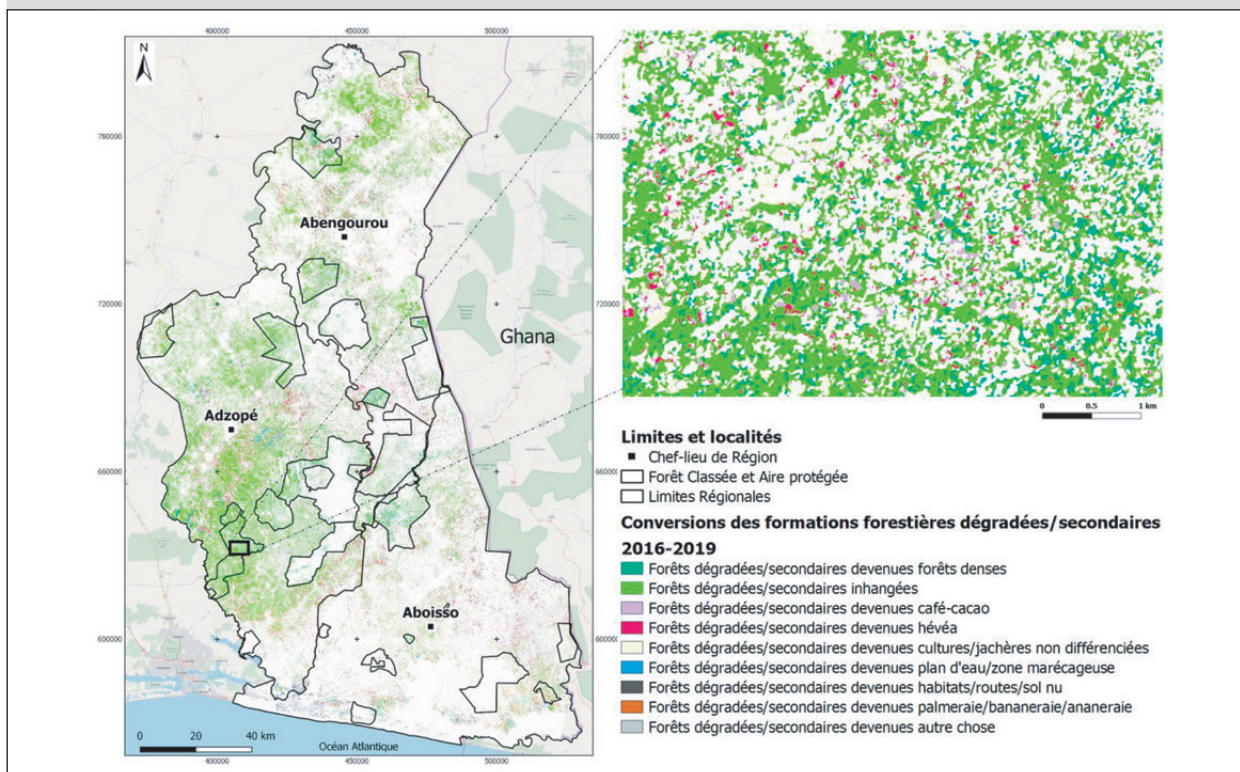 400000 450000 500000
N
780000 780000
Abengourou
720000 720000
Ghana
Adzopé
660000 660000
Aboisso
600000 600000
0 20 40 km
Océan Atlantique
400000 450000 500000
0 0.5 1 km
Limites et localités
Chef-lieu de Région
Forêt Classée et Aire protégée
Limites Régionales
Conversions des formations forestières dégradées/secondaires
2016-2019
Forêts dégradées/secondaires devenues forêts denses
Forêts dégradées/secondaires inhangées
Forêts dégradées/secondaires devenues café-cacao
Forêts dégradées/secondaires devenues hévéa
Forêts dégradées/secondaires devenues cultures/jachères non différenciées
Forêts dégradées/secondaires devenues plan d'eau/zone marécageuse
Forêts dégradées/secondaires devenues habitats/routes/sol nu
Forêts dégradées/secondaires devenues palmeraie/bananeraie/ananeraie
Forêts dégradées/secondaires devenues autre chose